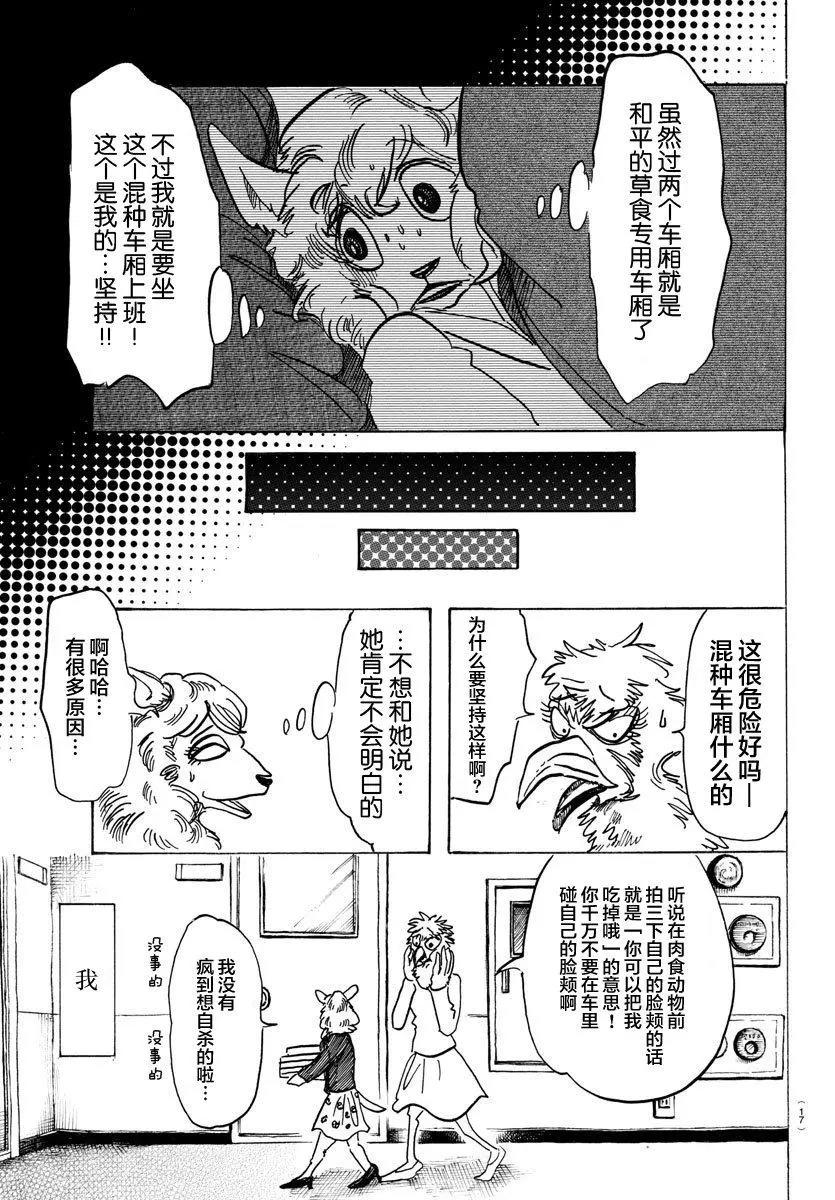 虽然过两个车厢就是
和平的草食专用车厢了
不过我就是要坐
这个混种车厢上班！
这个是我的…坚持!!
这很危险好吗—
混种车厢什么的
为什么要坚持这样啊？
…不想和她说…
她肯定不会明白的
啊哈哈…
有很多原因…
听说在肉食动物前
拍三下自己的脸颊的话
就是「你可以把我
吃掉哦」的意思！
你千万不要在车里
碰自己的脸颊啊
我没有
疯到想自杀的啦…
没事的
没事的
我
(17)